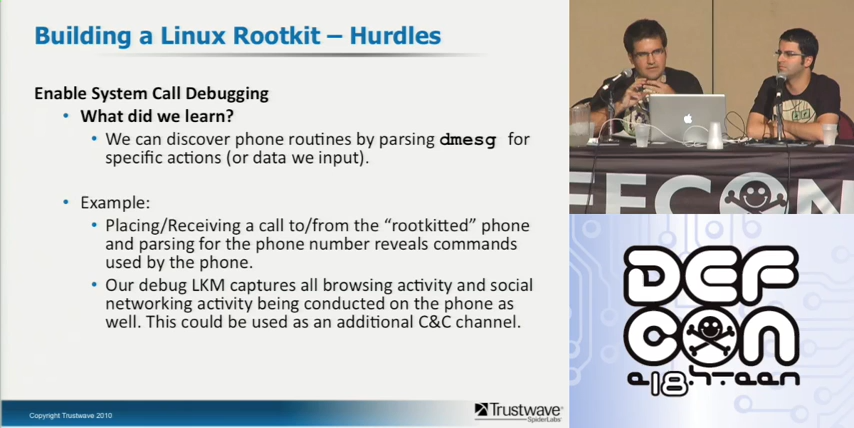 Building a Linux Rootkit – Hurdles
Enable System Call Debugging
• What did we learn?
• We can discover phone routines by parsing dmesg for
specific actions (or data we input).
• Example:
• Placing/Receiving a call to/from the “rootkitted” phone
and parsing for the phone number reveals commands
used by the phone.
• Our debug LKM captures all browsing activity and social
networking activity being conducted on the phone as
well. This could be used as an additional C&C channel.
Copyright Trustwave 2010
Trustwave®
SpiderLabs®
DEF
CON
e18h-teen